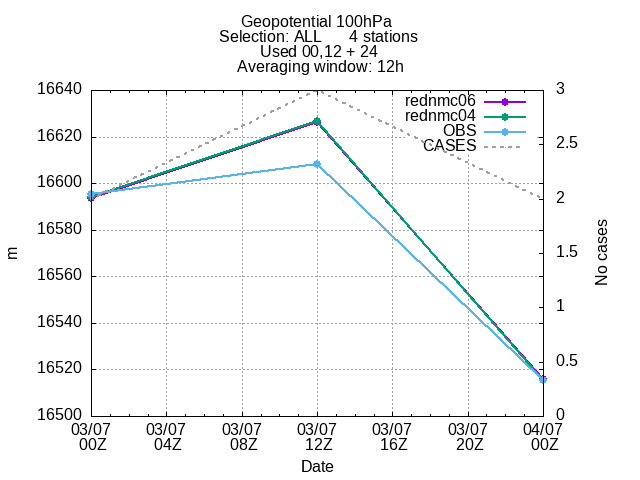 Geopotential 100hPa
Selection: ALL 4 stations
Used 00,12 + 24
Averaging window: 12h
rednmc06
rednmc04
OBS
CASES
16640
16620
16600
16580
16560
16540
16520
16500
m
3
2.5
2
1.5
1
0.5
0
No cases
03/07 03/07 03/07 03/07 03/07 03/07 04/07
00Z 04Z 08Z 12Z 16Z 20Z 00Z
Date